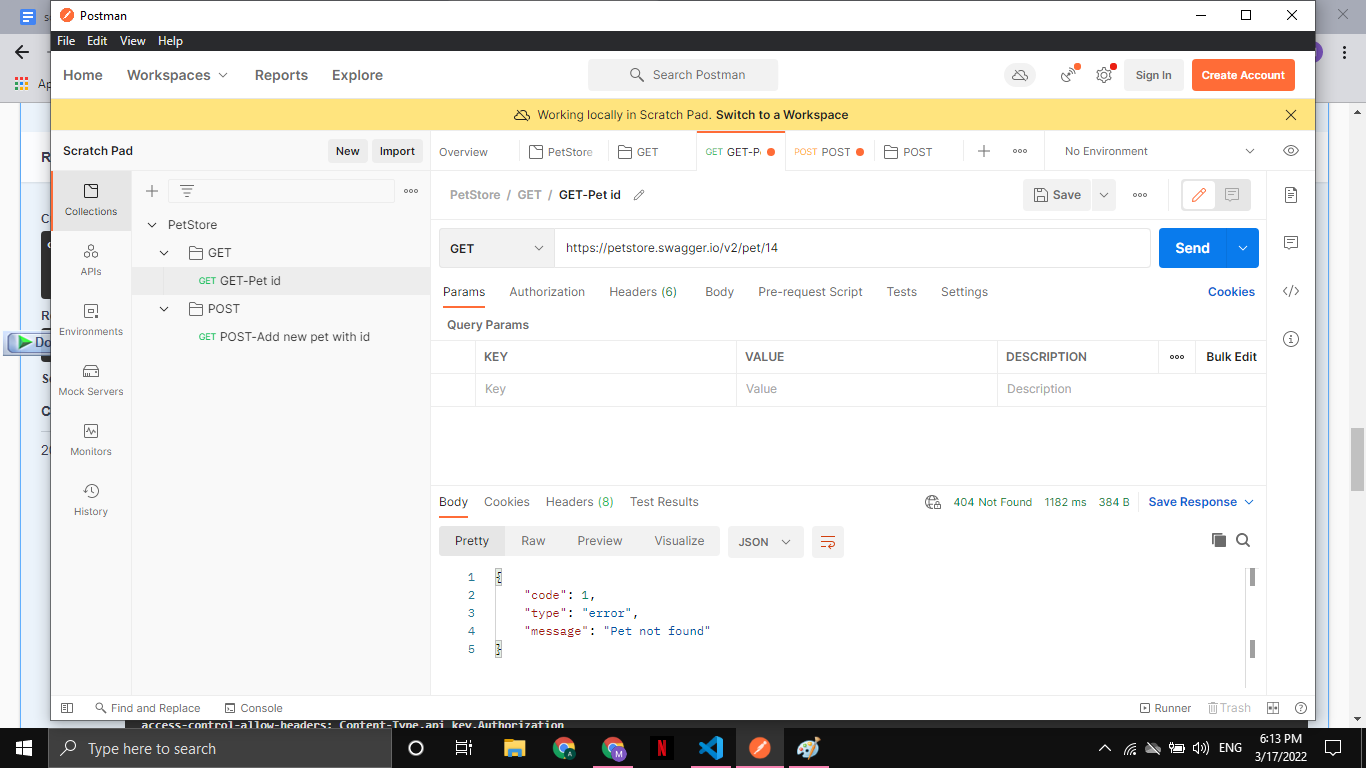 Postman
File Edit View Help
Home Workspaces Reports Explore Search Postman Sign In Create Account
Working locally in Scratch Pad. Switch to a Workspace
Scratch Pad New Import
Overview PetStore GET GET GET-P POST POST POST No Environment
Collections
APIs
Environments
Mock Servers
Monitors
History
PetStore
GET
GET GET-Pet id
POST
GET POST-Add new pet with id
PetStore / GET / GET-Pet id Save
GET https://petstore.swagger.io/v2/pet/14 Send
Params Authorization Headers (6) Body Pre-request Script Tests Settings Cookies
Query Params
KEY VALUE DESCRIPTION Bulk Edit
Key Value Description
Body Cookies Headers (8) Test Results 404 Not Found 1182 ms 384 B Save Response
Pretty Raw Preview Visualize JSON
1 {
2 "code": 1,
3 "type": "error",
4 "message": "Pet not found"
5 }
Find and Replace Console Runner Trash
access-control-allow-headers: Content-Type,api_key,Authorization
Type here to search
ENG
6:13 PM
3/17/2022